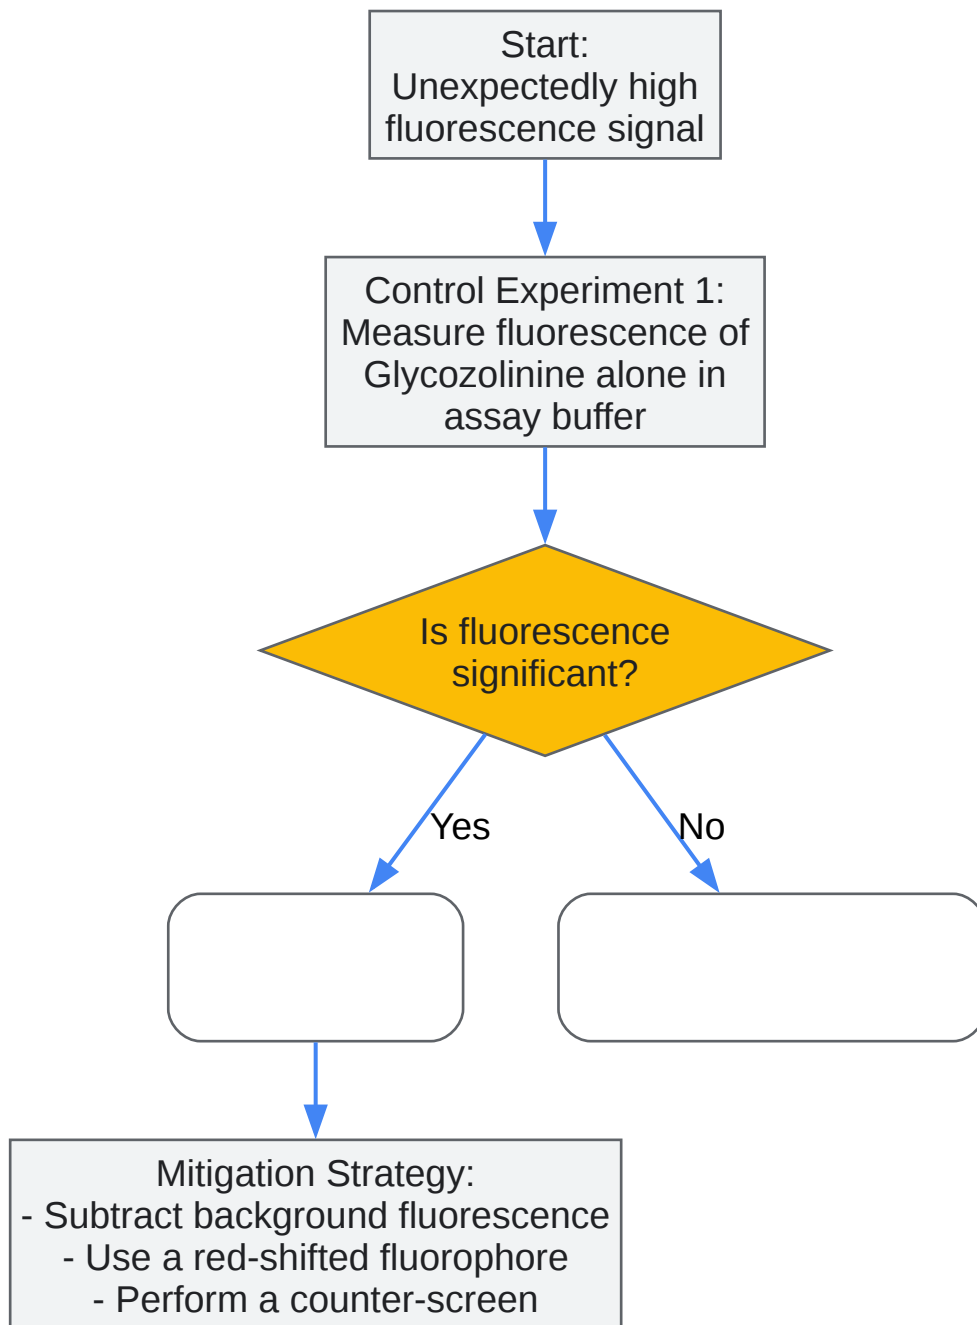 Start:
Unexpectedly high
fluorescence signal
Control Experiment 1:
Measure fluorescence of
Glycozolinine alone in
assay buffer
Is fluorescence
significant?
Yes
No
Mitigation Strategy:
- Subtract background fluorescence
- Use a red-shifted fluorophore
- Perform a counter-screen